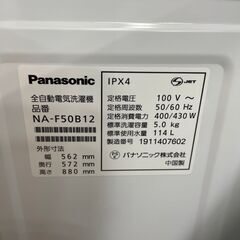 Panasonic
全自動電気洗濯機
品番
NA-F50B12
外形寸法
幅 562 mm
奥行 572 mm
高さ 880 mm
IPX4
JET
定格電圧 100 V ～
定格周波数 50/60 Hz
定格消費電力 400/430 W
標準容量 5.0 kg
標準使用水量 114 L
製造番号 1911407602
パナソニック株式会社
中国製